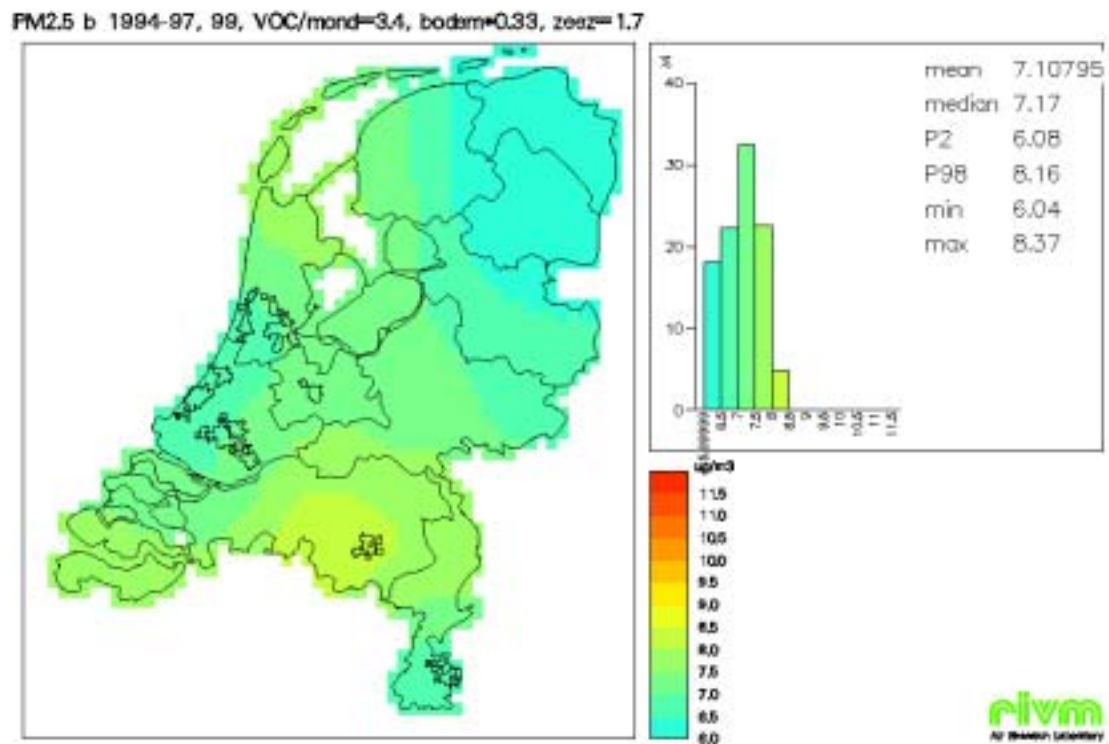 PM2.5 b 1994-97, 99, VOC/mond=3.4, bodem=0.33, zeez=1.7
mean 7.10795
median 7.17
P2 6.08
P98 8.16
min 6.04
max 8.37
40
30
20
10
0
6.5
7
7.5
8
8.5
9
9.5
10
10.5
11
11.5
ug/m3
11.5
11.0
10.5
10.0
9.5
9.0
8.5
8.0
7.5
7.0
6.5
6.0
rivm
Air Research Laboratory